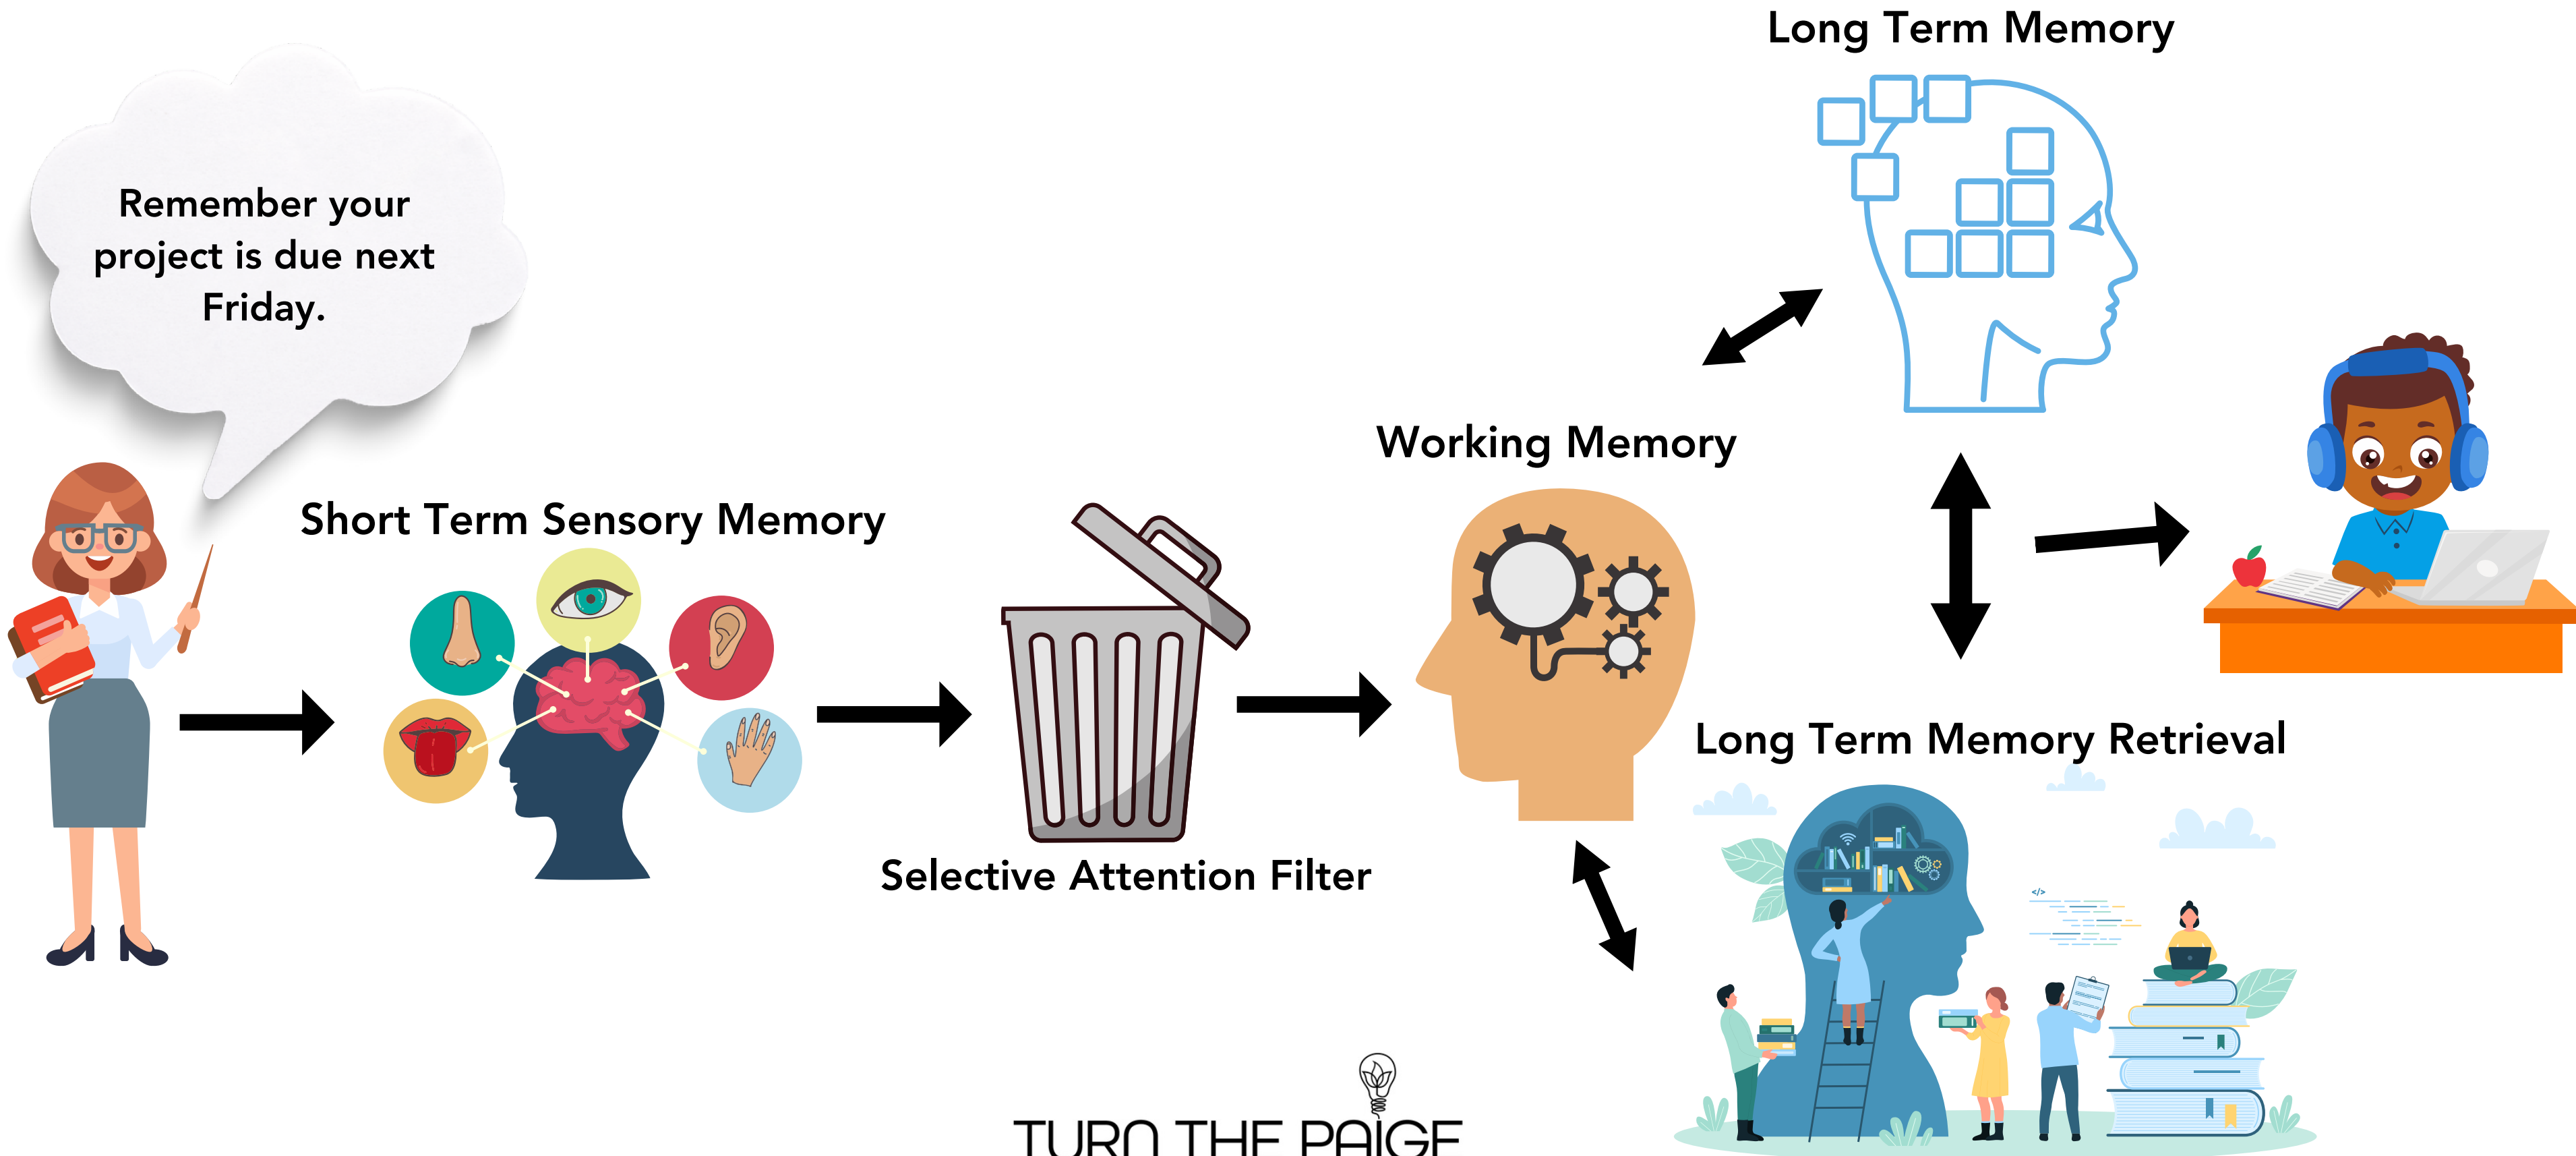 Long Term Memory
Remember your
project is due next
Friday.
Working Memory
Short Term Sensory Memory
Long Term Memory Retrieval
Selective Attention Filter
</>
TURN THE PAIGE